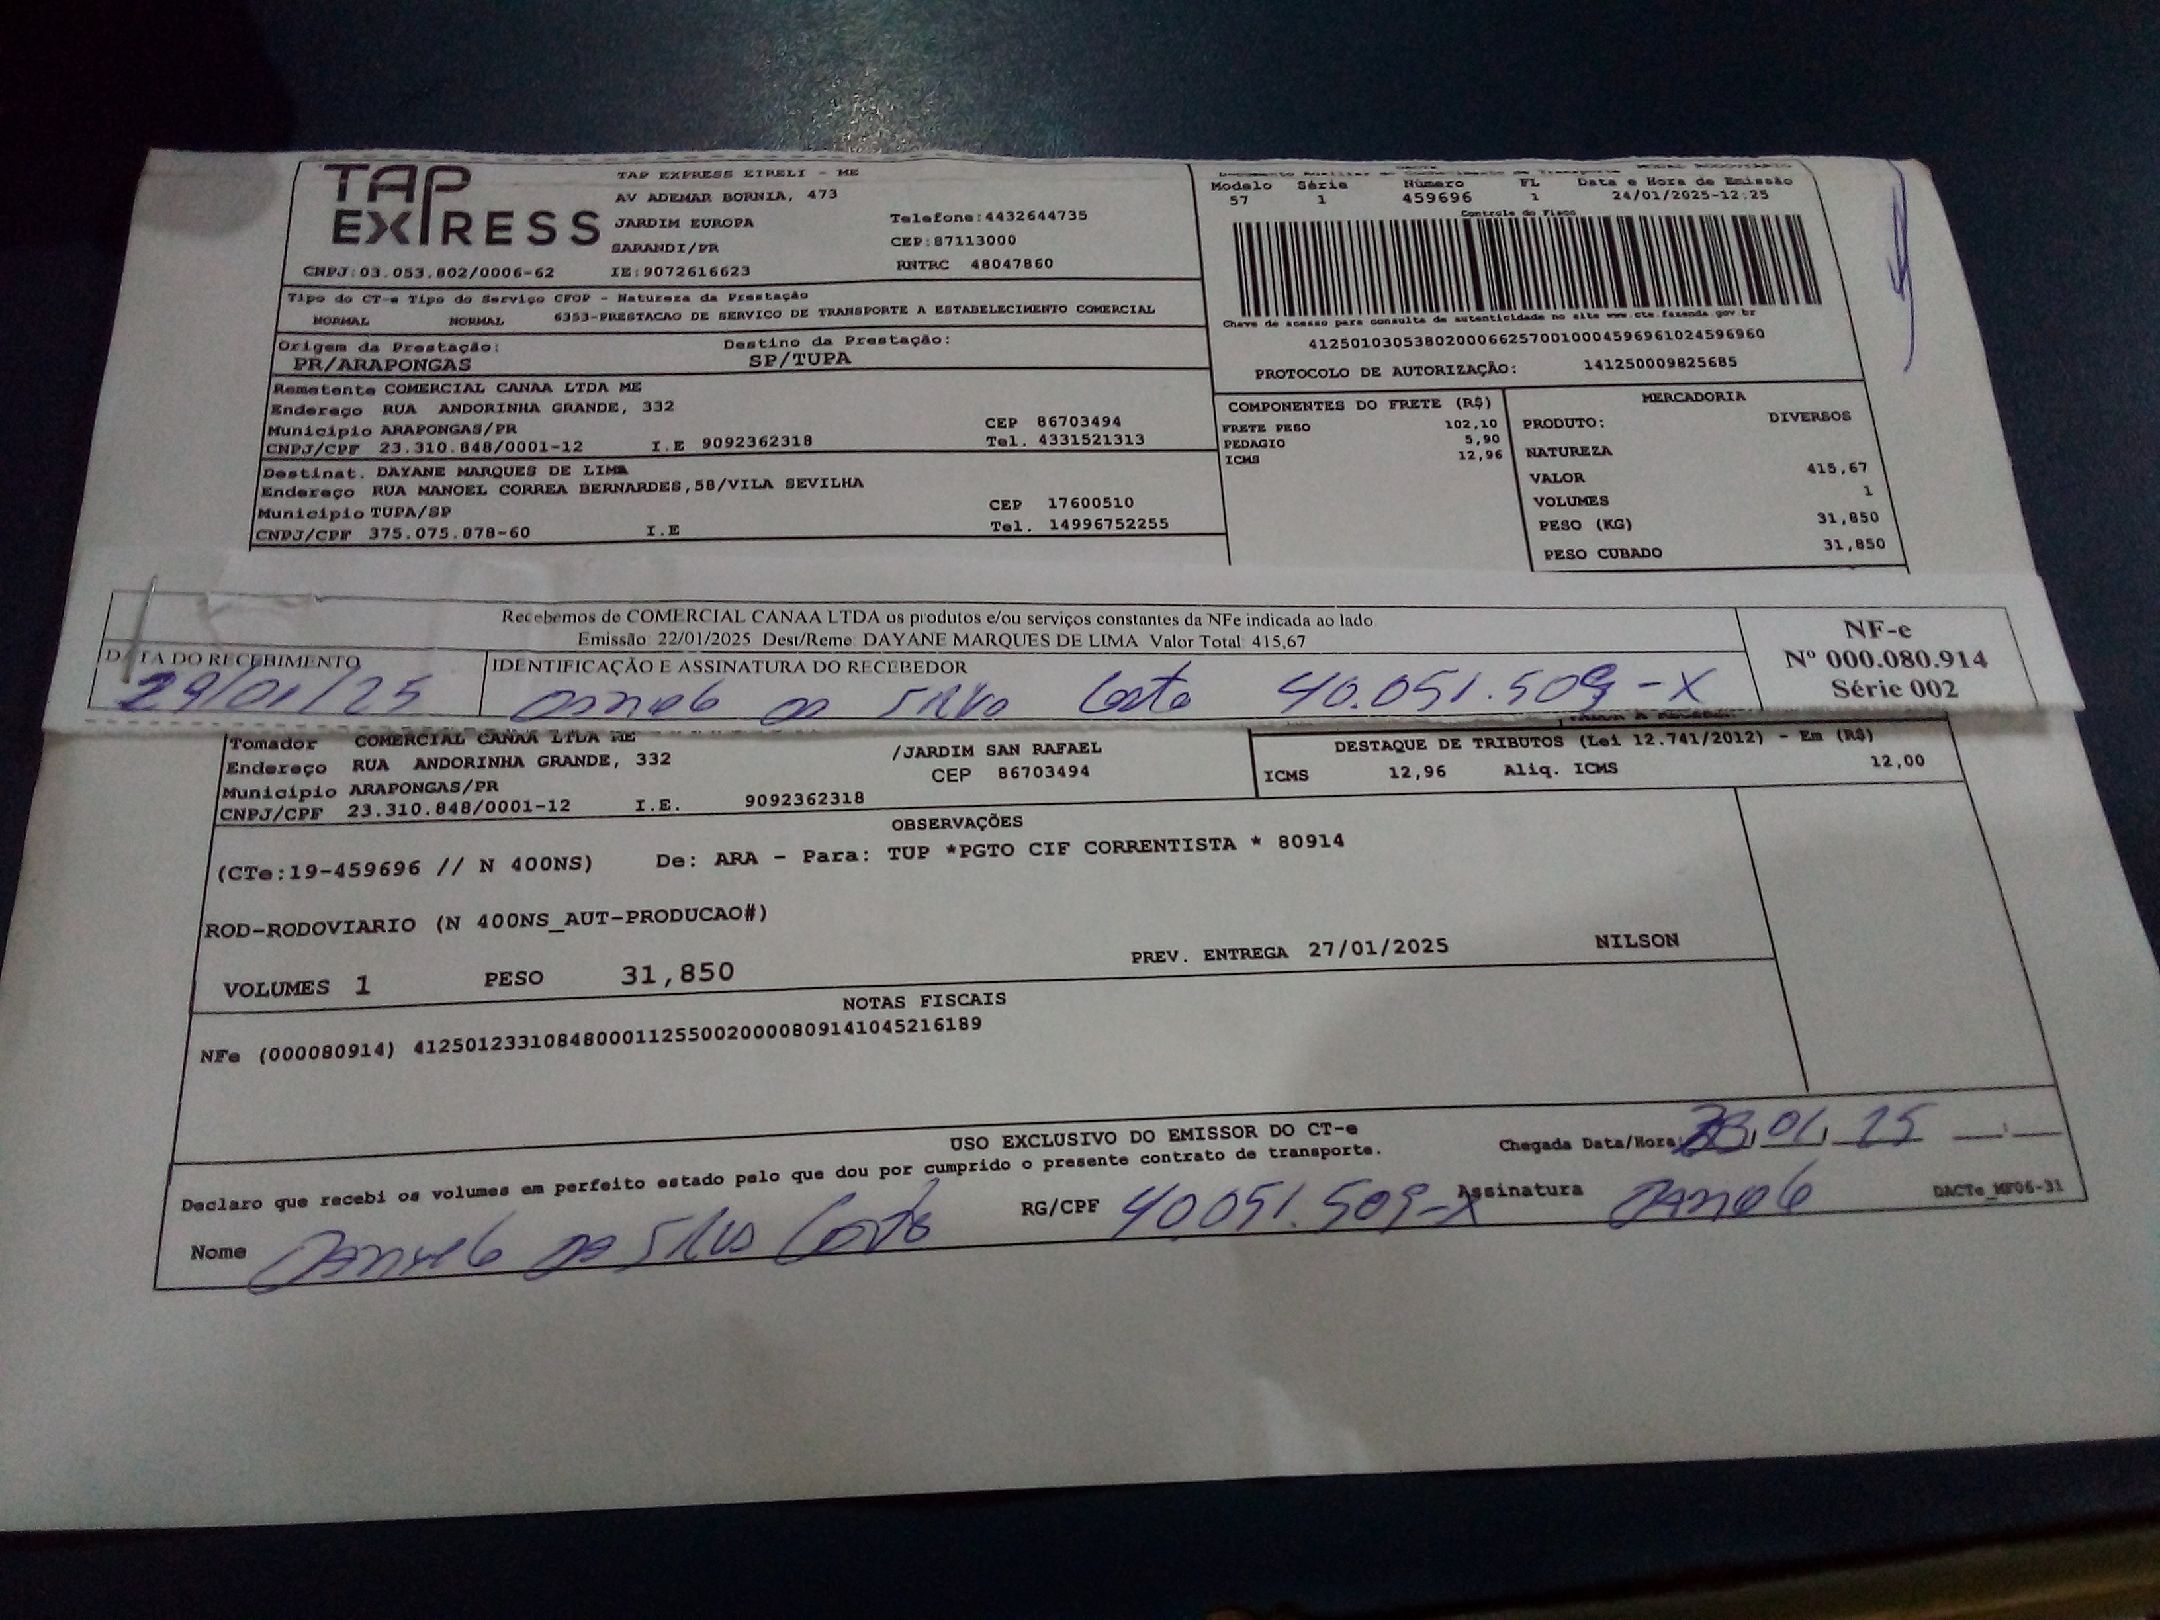 TAP EXPRESS
TAP EXPRESS EIRELI - ME
AV ADEMAR BORNIA, 473
JARDIM EUROPA Telefone:4432644735
SARANDI/PR CEP:87113000
CNPJ:03.053.802/0006-62 IE:9072616623 RNTRC 48047860
Modelo Série Número FL Data e Hora de Emissão
57 1 459696 1 24/01/2025-12:25
Controle do Fisco
Chave de acesso para consulta de autenticidade no site www.cte.fazenda.gov.br
41250103053802000662570010004596961024596960
PROTOCOLO DE AUTORIZAÇÃO: 141250009825685
Tipo do CT-e Tipo do Serviço CFOP - Natureza da Prestação
NORMAL NORMAL 6353-PRESTACAO DE SERVICO DE TRANSPORTE A ESTABELECIMENTO COMERCIAL
Origem da Prestação: Destino da Prestação:
PR/ARAPONGAS SP/TUPA
Remetente COMERCIAL CANAA LTDA ME
Endereço RUA ANDORINHA GRANDE, 332
Município ARAPONGAS/PR CEP 86703494
CNPJ/CPF 23.310.848/0001-12 I.E 9092362318 Tel. 4331521313
Destinat. DAYANE MARQUES DE LIMA
Endereço RUA MANOEL CORREA BERNARDES,58/VILA SEVILHA
Município TUPA/SP CEP 17600510
CNPJ/CPF 375.075.878-60 I.E Tel. 14996752255
COMPONENTES DO FRETE (R$)
FRETE PESO 102,10
PEDAGIO 5,90
ICMS 12,96
MERCADORIA
PRODUTO: DIVERSOS
NATUREZA
VALOR 415,67
VOLUMES 1
PESO (KG) 31,850
PESO CUBADO 31,850
Recebemos de COMERCIAL CANAA LTDA os produtos e/ou serviços constantes da NFe indicada ao lado
Emissão: 22/01/2025 Dest/Reme: DAYANE MARQUES DE LIMA Valor Total: 415,67
DATA DO RECEBIMENTO IDENTIFICAÇÃO E ASSINATURA DO RECEBEDOR
29/01/25 da Silva Costa 40.051.509-X
NF-e
Nº 000.080.914
Série 002
Tomador COMERCIAL CANAA LTDA ME
Endereço RUA ANDORINHA GRANDE, 332 /JARDIM SAN RAFAEL
Município ARAPONGAS/PR CEP 86703494
CNPJ/CPF 23.310.848/0001-12 I.E. 9092362318
DESTAQUE DE TRIBUTOS (Lei 12.741/2012) - Em (R$)
ICMS 12,96 Aliq. ICMS 12,00
OBSERVAÇÕES
(CTe:19-459696 // N 400NS) De: ARA - Para: TUP *PGTO CIF CORRENTISTA * 80914
ROD-RODOVIARIO (N 400NS_AUT-PRODUCAO#)
VOLUMES 1 PESO 31,850 PREV. ENTREGA 27/01/2025 NILSON
NOTAS FISCAIS
NFe (000080914) 41250123310848000112550020000809141045216189
USO EXCLUSIVO DO EMISSOR DO CT-e
Declaro que recebi os volumes em perfeito estado pelo que dou por cumprido o presente contrato de transporte.
Chegada Data/Hora: 01 25
Nome da Silva Costa RG/CPF 40.051.509-X Assinatura
DACTe_MF06-31